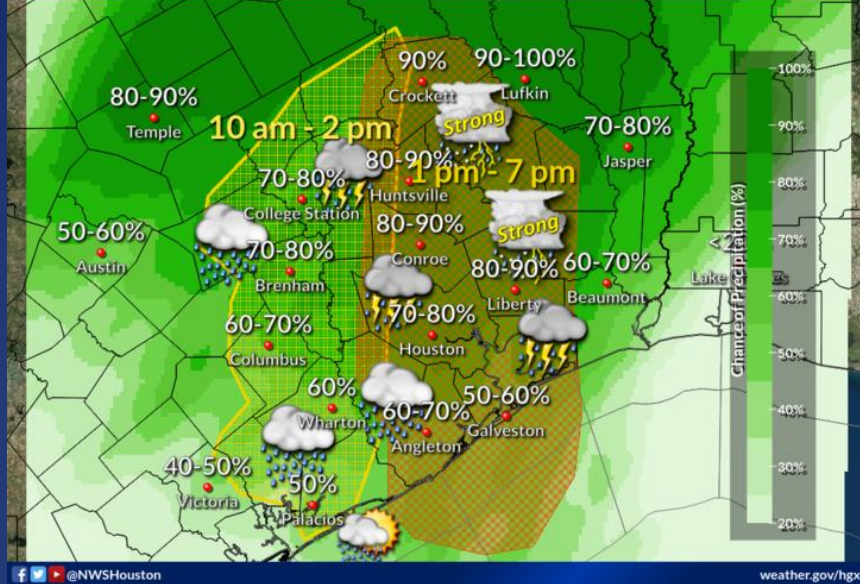 90%
Crockett
90-100%
Lufkin
80-90%
Temple
10 am - 2 pm
Strong
70-80%
Jasper
80-90%
Huntsville
1 pm - 7 pm
70-80%
College Station
50-60%
Austin
80-90%
Conroe
Strong
70-80%
Brenham
80-90%
Liberty
60-70%
Beaumont
< 2
Lake
60-70%
Columbus
70-80%
Houston
60%
Wharton
60-70%
Angleton
50-60%
Galveston
40-50%
Victoria
50%
Palacios
Chance of Precipitation (%)
100%
90%
80%
70%
60%
50%
40%
30%
20%
@NWSHouston
weather.gov/hgx